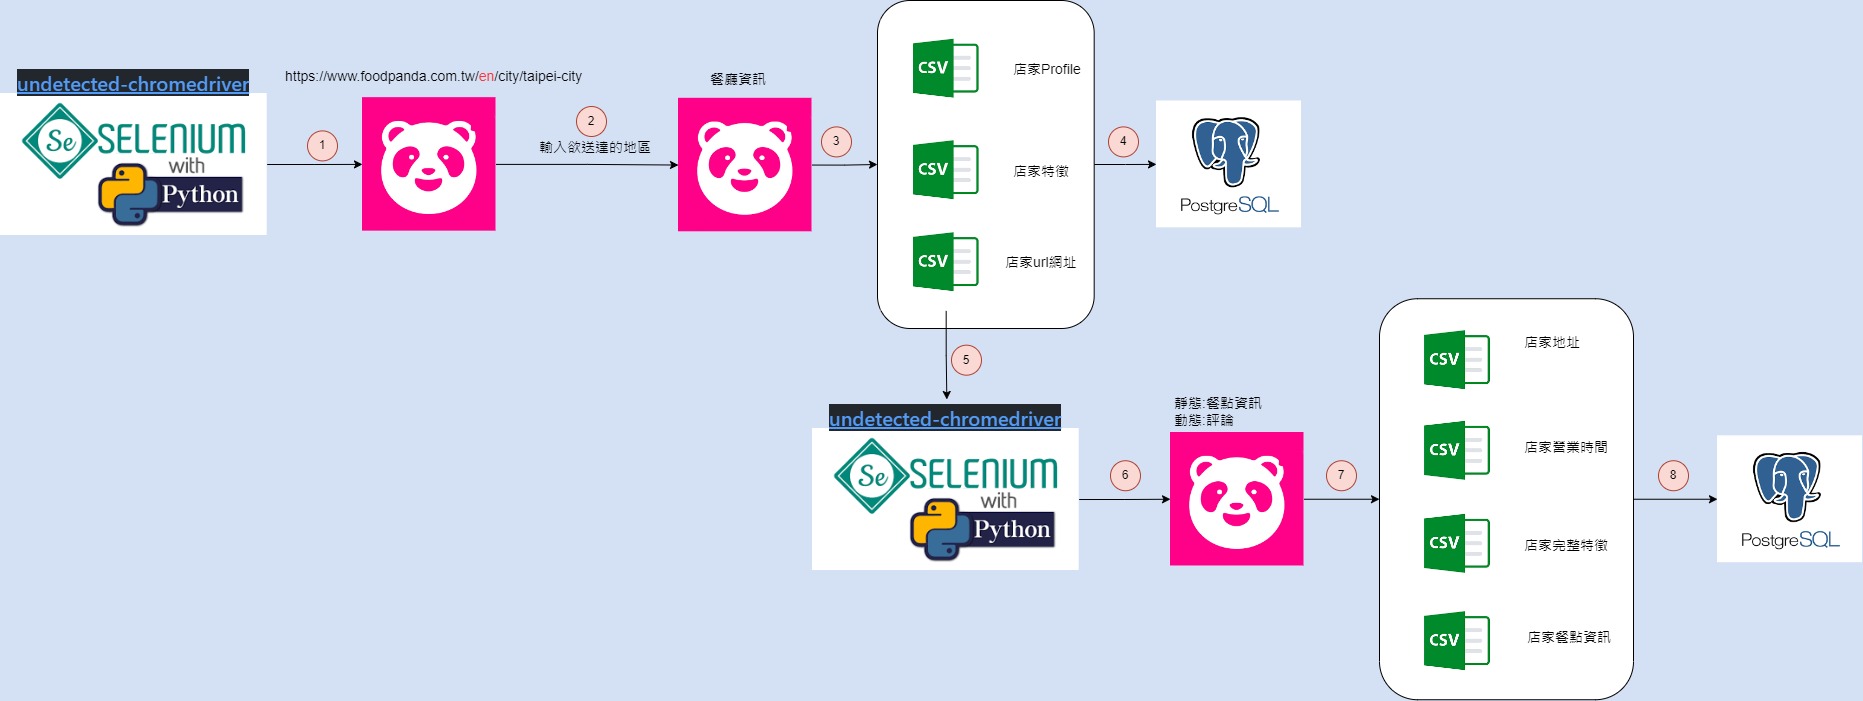 undetected-chromedriver
Se SELENIUM
with
Python
https://www.foodpanda.com.tw/en/city/taipei-city
1
2
輸入欲送達的地區
餐廳資訊
3
CSV 店家Profile
CSV 店家特徵
CSV 店家url網址
4
PostgreSQL
5
undetected-chromedriver
Se SELENIUM
with
Python
6
靜態:餐點資訊
動態:評論
7
CSV 店家地址
CSV 店家營業時間
CSV 店家完整特徵
CSV 店家餐點資訊
8
PostgreSQL